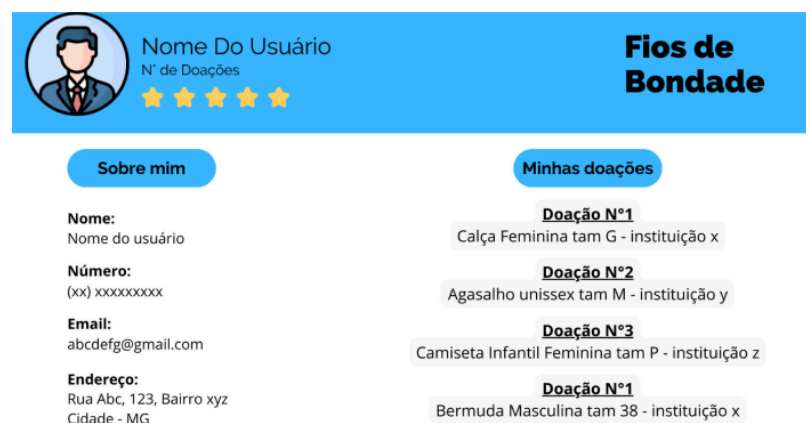 Nome Do Usuário
N° de Doações
Fios de
Bondade
Sobre mim
Nome:
Nome do usuário
Número:
(xx) xxxxxxxxx
Email:
abcdefg@gmail.com
Endereço:
Rua Abc, 123, Bairro xyz
Cidade - MG
Minhas doações
Doação N°1
Calça Feminina tam G - instituição x
Doação N°2
Agasalho unissex tam M - instituição y
Doação N°3
Camiseta Infantil Feminina tam P - instituição z
Doação N°1
Bermuda Masculina tam 38 - instituição x